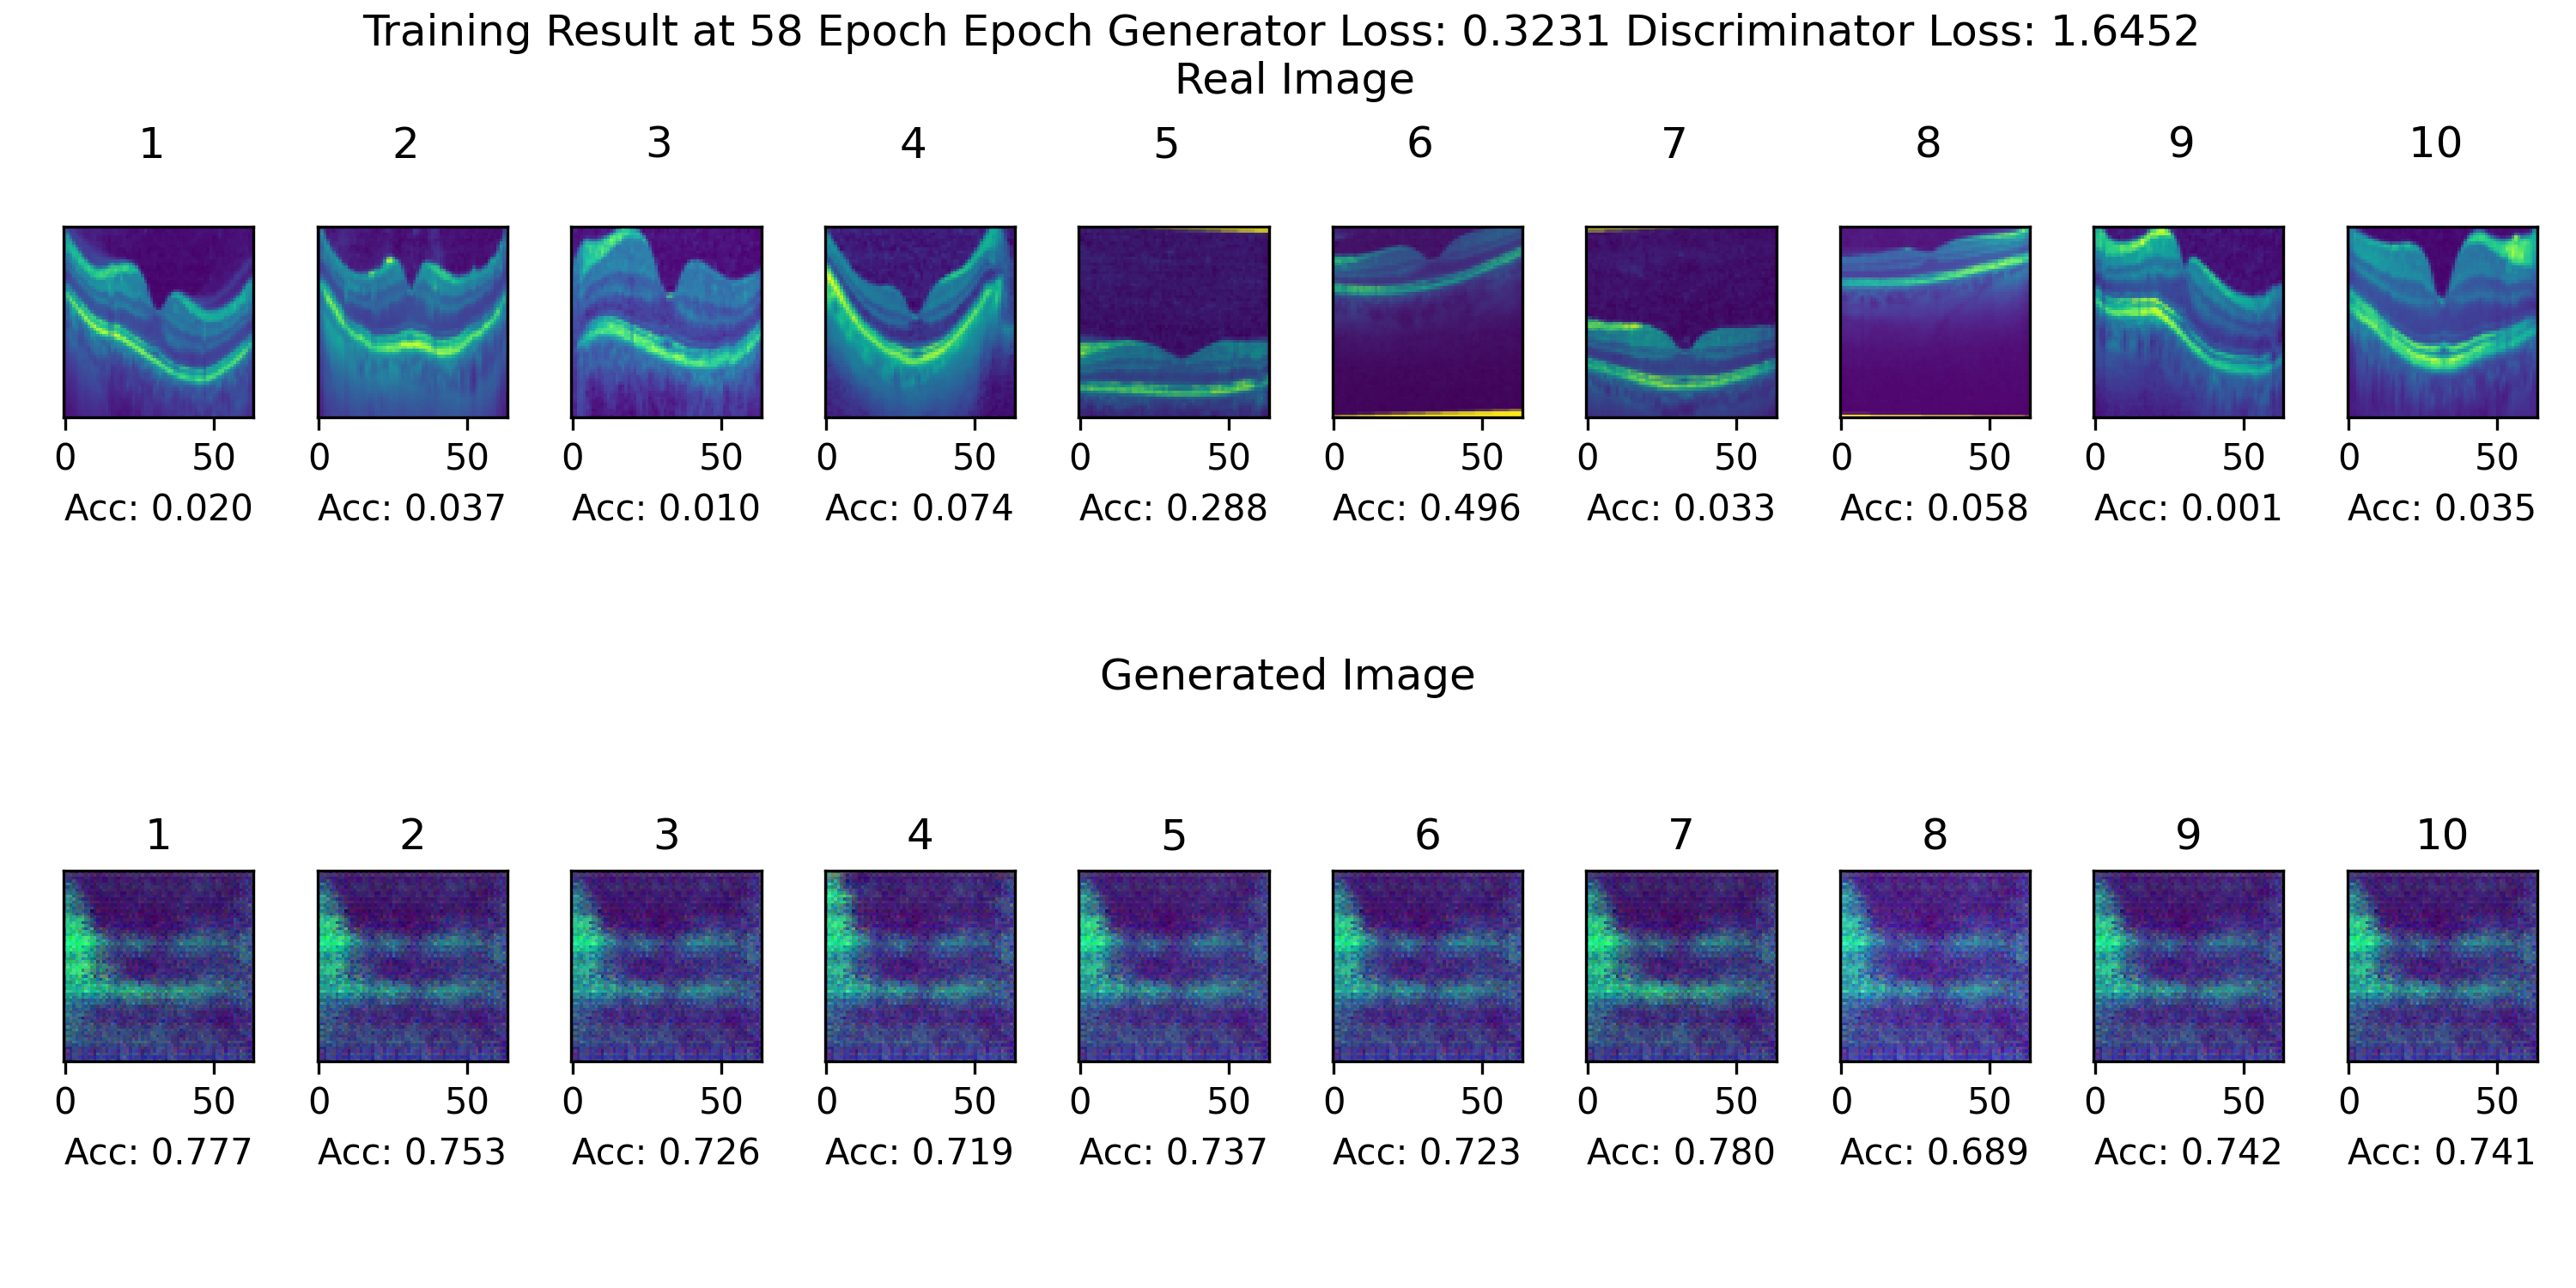 Training Result at 58 Epoch Epoch Generator Loss: 0.3231 Discriminator Loss: 1.6452
Real Image
1 2 3 4 5 6 7 8 9 10
0 50 0 50 0 50 0 50 0 50 0 50 0 50 0 50 0 50 0 50
Acc: 0.020 Acc: 0.037 Acc: 0.010 Acc: 0.074 Acc: 0.288 Acc: 0.496 Acc: 0.033 Acc: 0.058 Acc: 0.001 Acc: 0.035
Generated Image
1 2 3 4 5 6 7 8 9 10
0 50 0 50 0 50 0 50 0 50 0 50 0 50 0 50 0 50 0 50
Acc: 0.777 Acc: 0.753 Acc: 0.726 Acc: 0.719 Acc: 0.737 Acc: 0.723 Acc: 0.780 Acc: 0.689 Acc: 0.742 Acc: 0.741